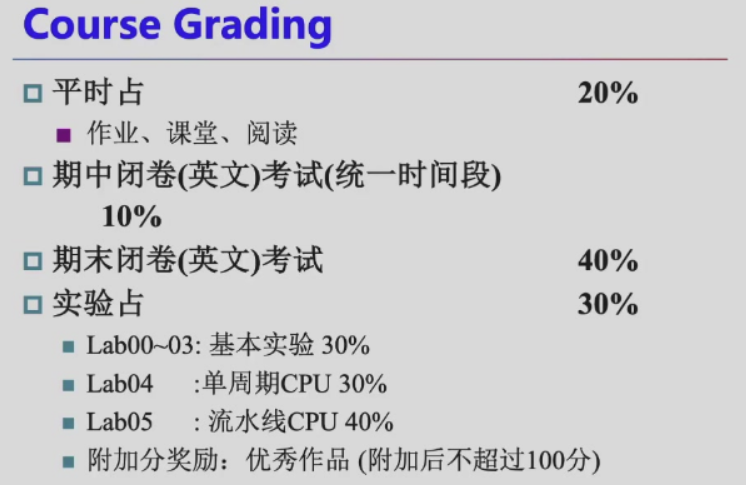 Course Grading
平时占 20%
作业、课堂、阅读
期中闭卷(英文)考试(统一时间段)
10%
期末闭卷(英文)考试 40%
实验占 30%
Lab00~03: 基本实验 30%
Lab04 :单周期CPU 30%
Lab05 : 流水线CPU 40%
附加分奖励：优秀作品 (附加后不超过100分)